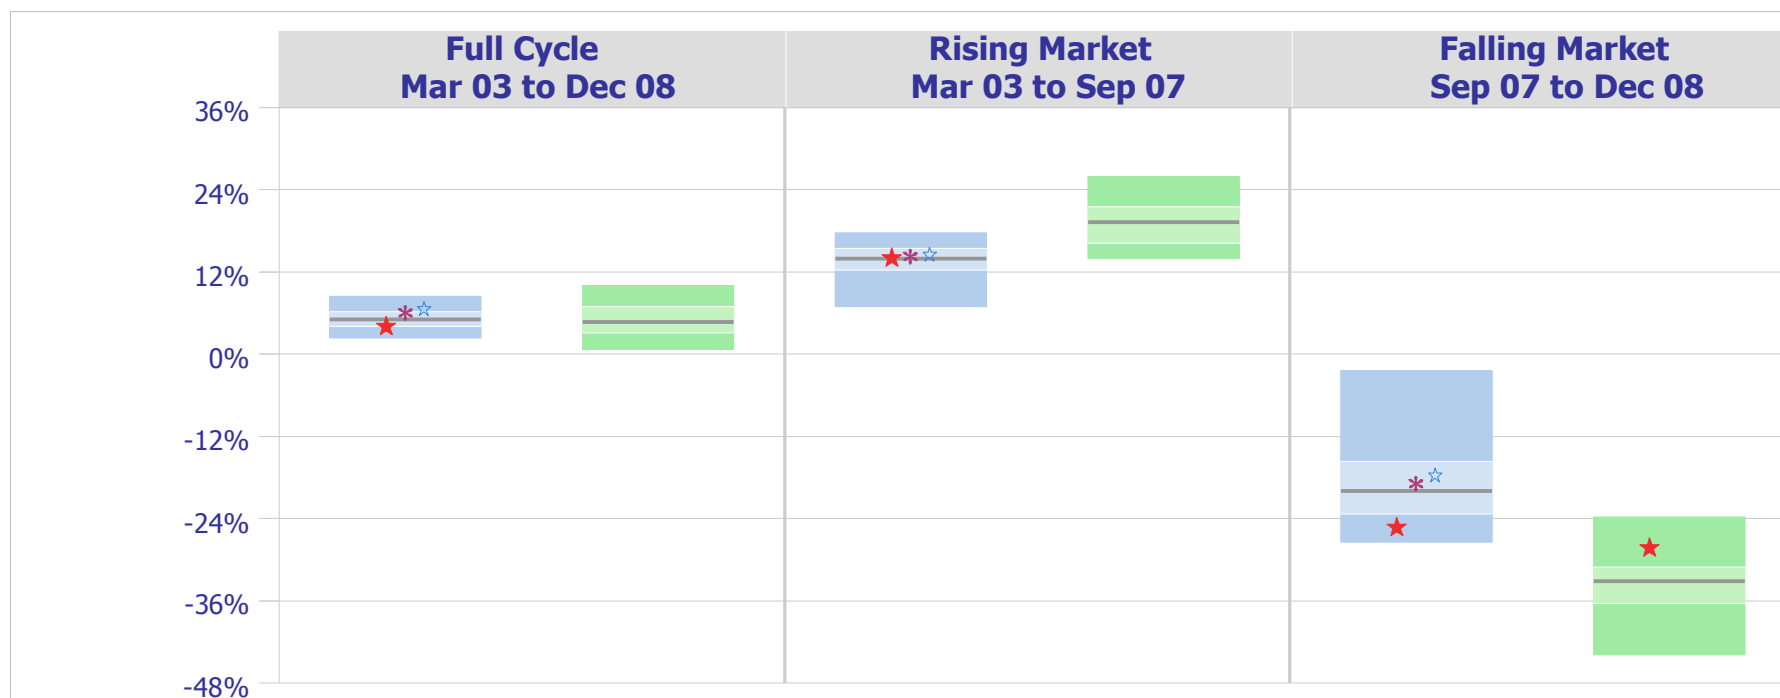 Full Cycle
Mar 03 to Dec 08
Rising Market
Mar 03 to Sep 07
Falling Market
Sep 07 to Dec 08
36%
24%
12%
0%
-12%
-24%
-36%
-48%